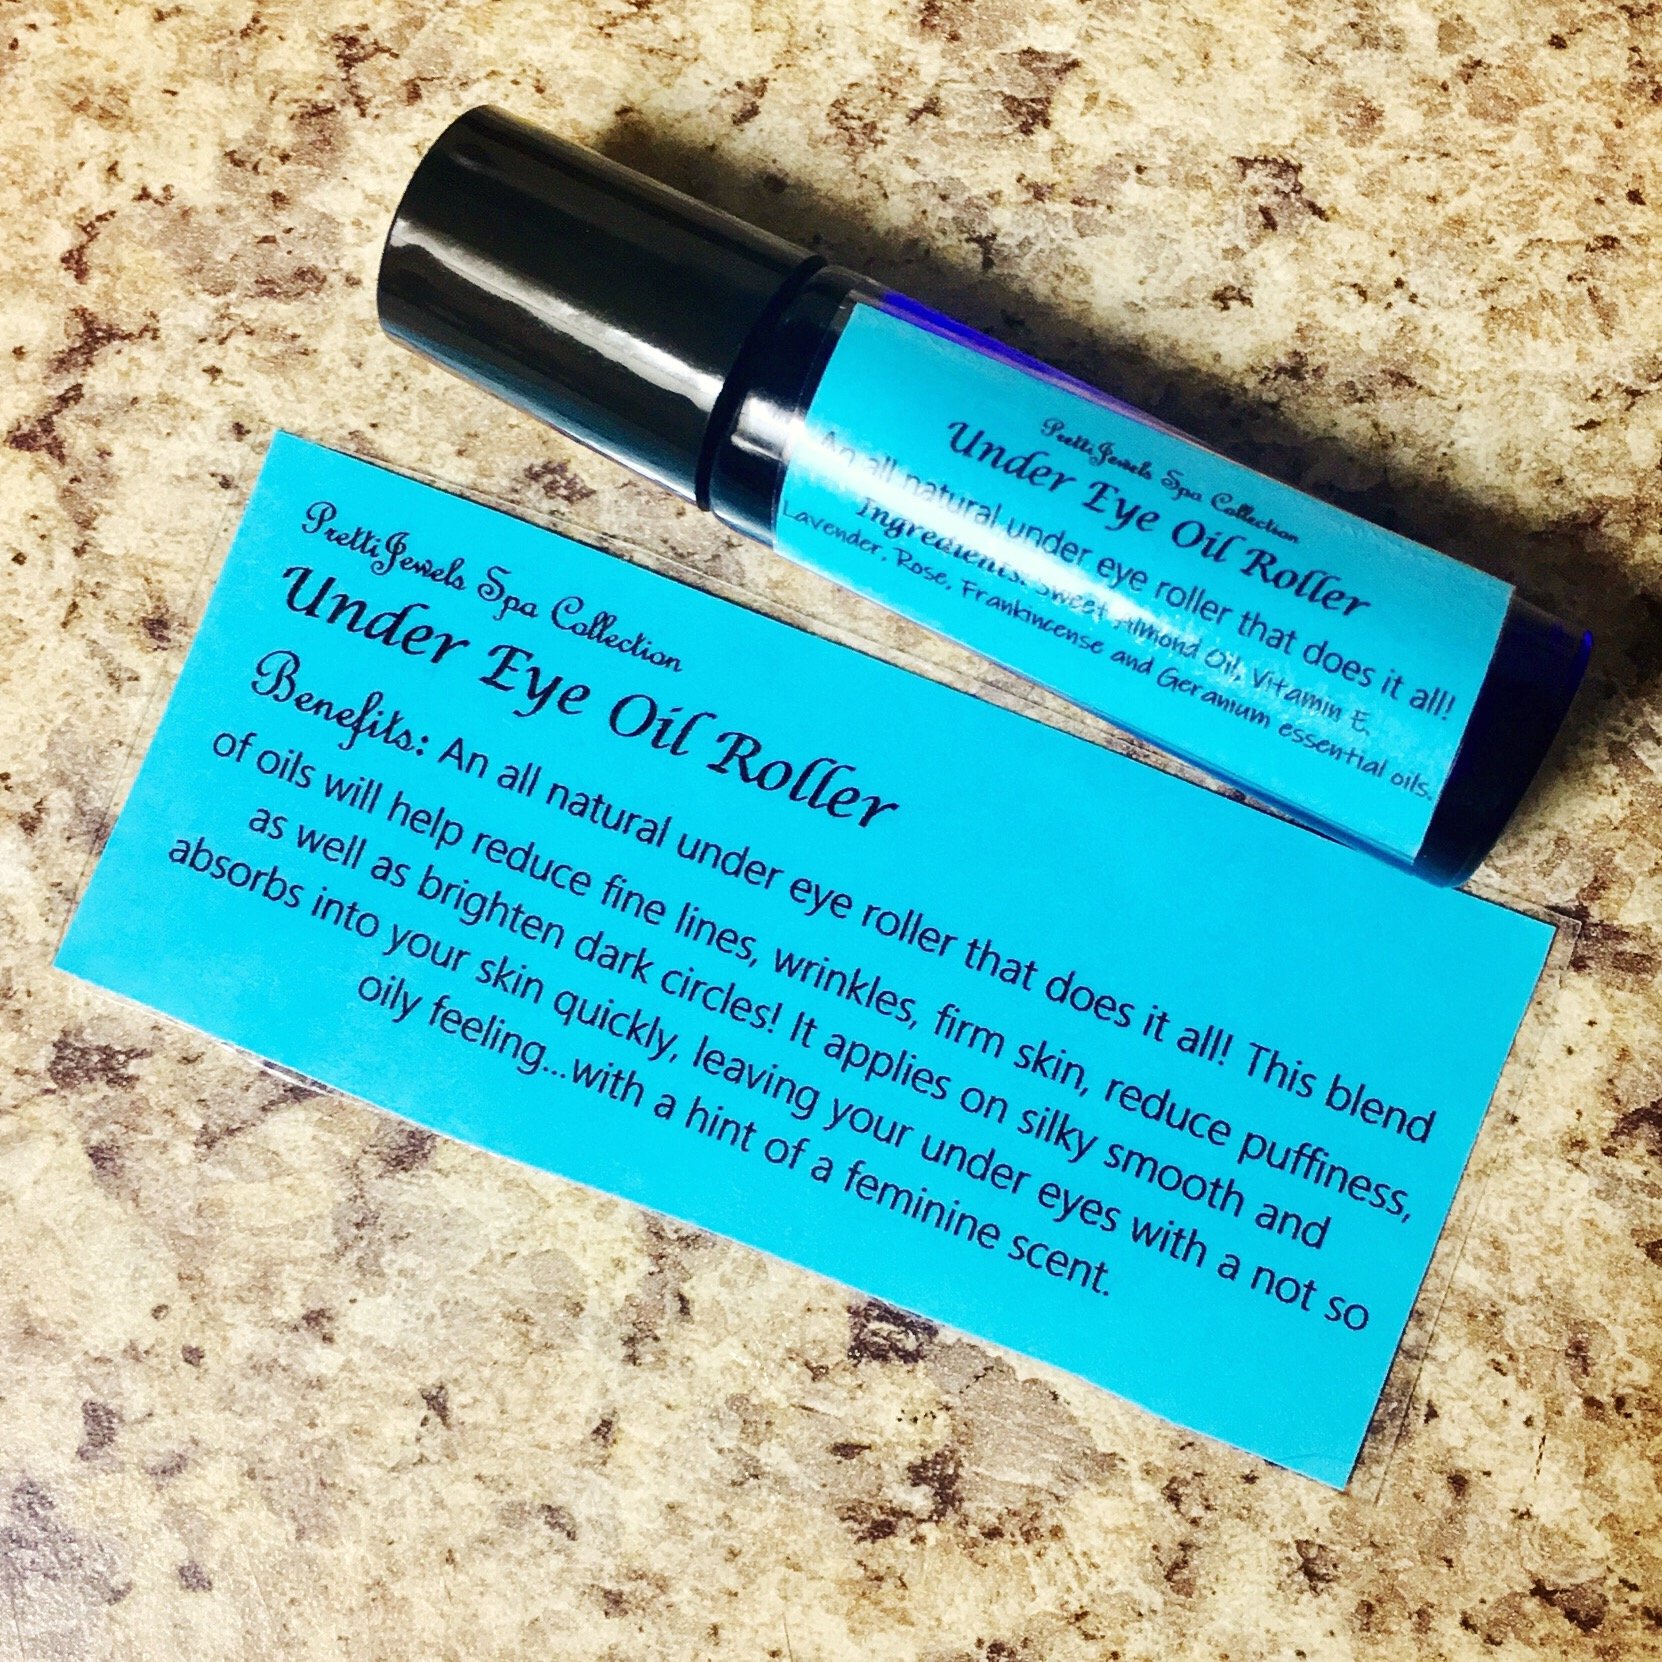 PrettiJewels Spa Collection
Under Eye Oil Roller
An all natural under eye roller that does it all!
Ingredients: Sweet Almond Oil, Vitamin E,
Lavender, Rose, Frankincense and Geranium essential oils.
PrettiJewels Spa Collection
Under Eye Oil Roller
Benefits: An all natural under eye roller that does it all! This blend
of oils will help reduce fine lines, wrinkles, firm skin, reduce puffiness,
as well as brighten dark circles! It applies on silky smooth and
absorbs into your skin quickly, leaving your under eyes with a not so
oily feeling...with a hint of a feminine scent.